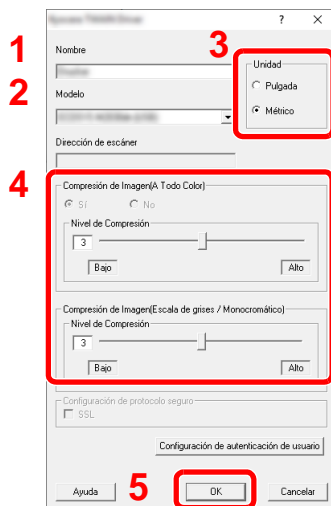 ? ×
1
Nombre
3
Unidad
Pulgada
Métrico
2
Modelo
Dirección de escáner
4
Compresión de Imagen(A Todo Color)
Sí No
Nivel de Compresión
3
Bajo Alto
Compresión de Imagen(Escala de grises / Monocromático)
Nivel de Compresión
3
Bajo Alto
Configuración de protocolo seguro
SSL
Configuración de autenticación de usuario
Ayuda 5 OK Cancelar